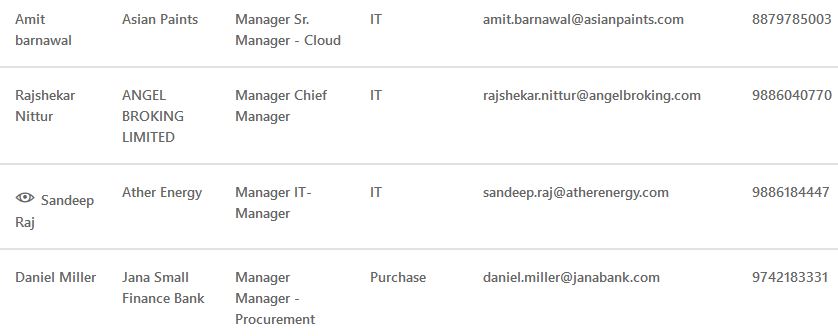 Amit barnawal Asian Paints Manager Sr. Manager - Cloud IT amit.barnawal@asianpaints.com 8879785003
Rajshekar Nittur ANGEL BROKING LIMITED Manager Chief Manager IT rajshekar.nittur@angelbroking.com 9886040770
Sandeep Raj Ather Energy Manager IT- Manager IT sandeep.raj@atherenergy.com 9886184447
Daniel Miller Jana Small Finance Bank Manager Manager - Procurement Purchase daniel.miller@janabank.com 9742183331